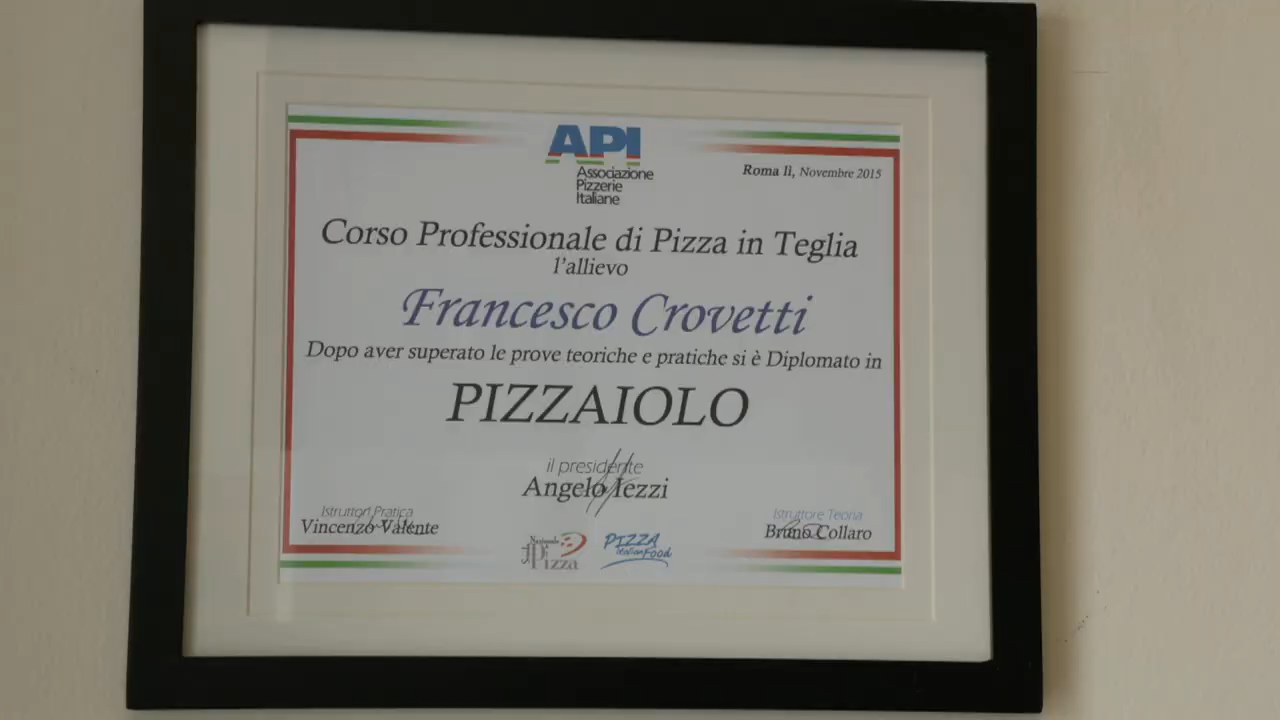 API
Associazione
Pizzerie
Italiane
Roma lì, Novembre 2015
Corso Professionale di Pizza in Teglia
l'allievo
Francesco Crovetti
Dopo aver superato le prove teoriche e pratiche si è Diplomato in
PIZZAIOLO
il presidente
Angelo Iezzi
Istruttori Pratica
Vincenzo Valente
Istruttore Teoria
Bruno Collaro
Nazionale
Pizza
PIZZA
italian Food